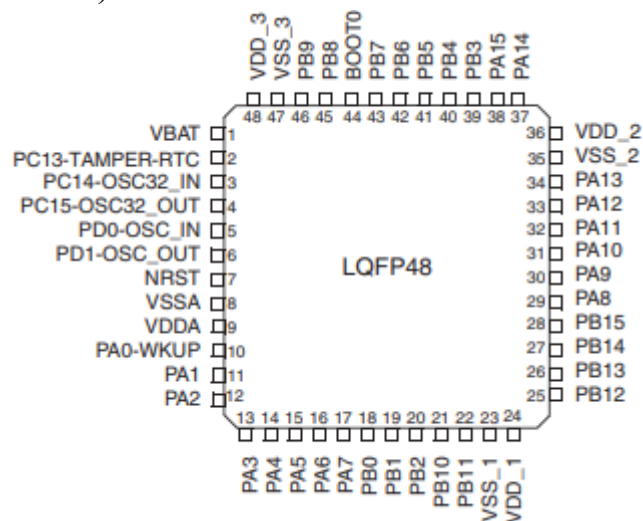 VDD_3
VSS_3
PB9
PB8
BOOT0
PB7
PB6
PB5
PB4
PB3
PA15
PA14
48 47 46 45 44 43 42 41 40 39 38 37
VBAT 1
PC13-TAMPER-RTC 2
PC14-OSC32_IN 3
PC15-OSC32_OUT 4
PD0-OSC_IN 5
PD1-OSC_OUT 6
NRST 7
VSSA 8
VDDA 9
PA0-WKUP 10
PA1 11
PA2 12
LQFP48
36 VDD_2
35 VSS_2
34 PA13
33 PA12
32 PA11
31 PA10
30 PA9
29 PA8
28 PB15
27 PB14
26 PB13
25 PB12
13 14 15 16 17 18 19 20 21 22 23 24
PA3
PA4
PA5
PA6
PA7
PB0
PB1
PB2
PB10
PB11
VSS_1
VDD_1